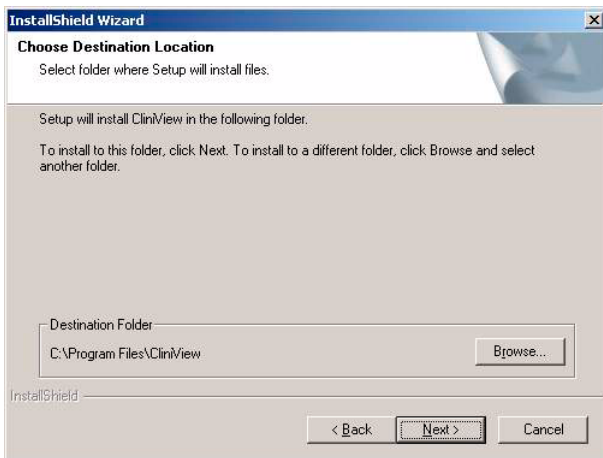 InstallShield Wizard
Choose Destination Location
Select folder where Setup will install files.
Setup will install CliniView in the following folder.
To install to this folder, click Next. To install to a different folder, click Browse and select
another folder.
Destination Folder
C:\Program Files\CliniView
Browse...
InstallShield
< Back
Next >
Cancel